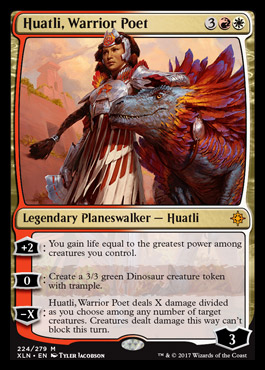 Huatli, Warrior Poet 3
Legendary Planeswalker — Huatli
+2: You gain life equal to the greatest power among
creatures you control.
0: Create a 3/3 green Dinosaur creature token
with trample.
Huatli, Warrior Poet deals X damage divided
−X: as you choose among any number of target
creatures. Creatures dealt damage this way can't
block this turn.
3
224/279 M
XLN • EN Tyler Jacobson
™ & © 2017 Wizards of the Coast